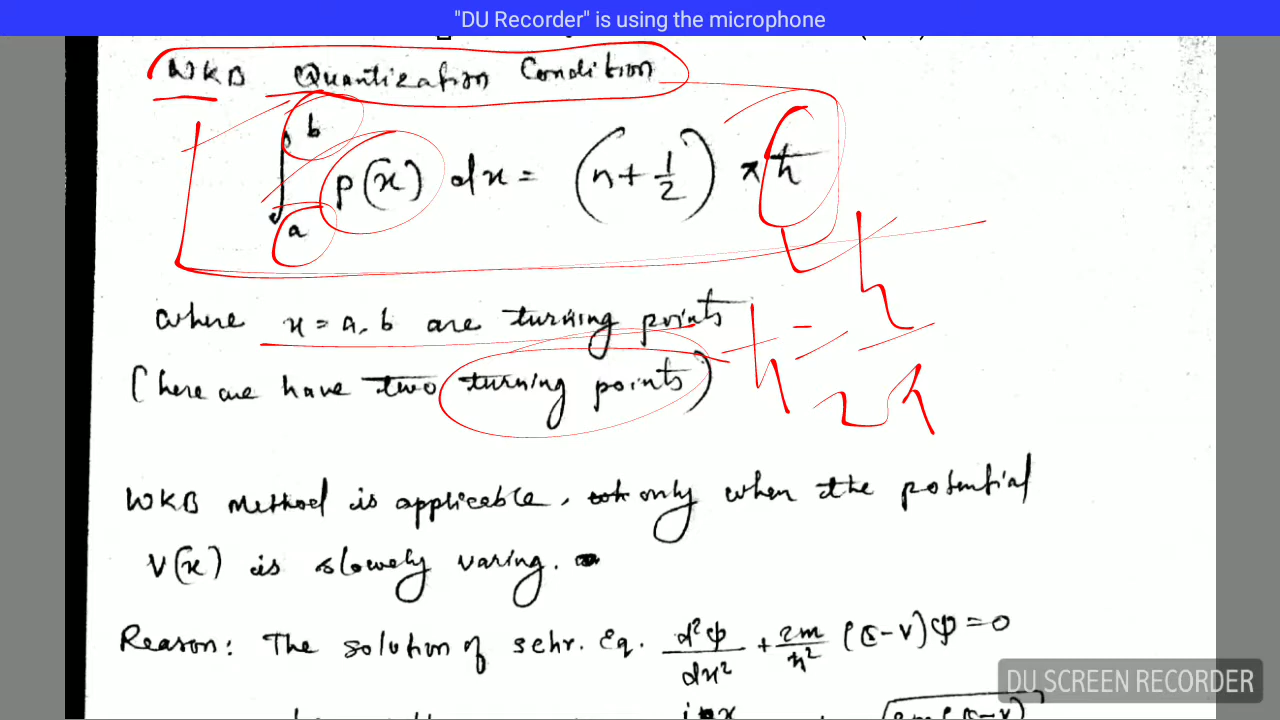 "DU Recorder" is using the microphone
WKB Quantization Condition
∫ₐᵇ p(x) dx = (n + 1/2) πħ
ħ = h/2π
where x = a, b are turning points
(here we have two turning points)
WKB Method is applicable, only when the potential
V(x) is slowely varing.
Reason: The solution of schr. Eq. d²ψ/dx² + 2m/ħ² (E-V)ψ = 0
DU SCREEN RECORDER